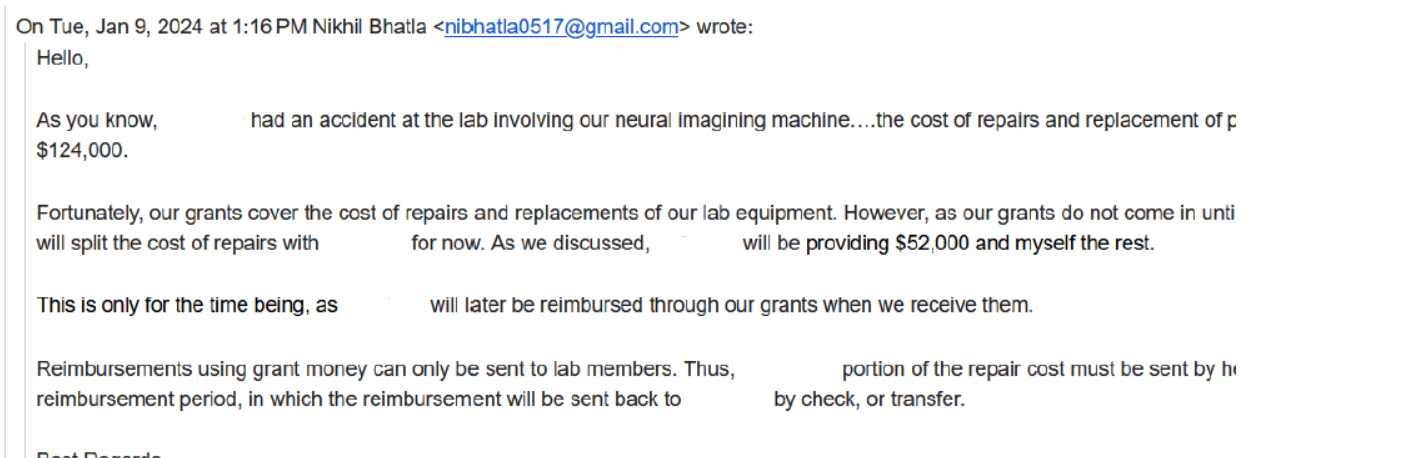 On Tue, Jan 9, 2024 at 1:16 PM Nikhil Bhatla <nibhatla0517@gmail.com> wrote:
Hello,
As you know, had an accident at the lab involving our neural imagining machine....the cost of repairs and replacement of
$124,000.
Fortunately, our grants cover the cost of repairs and replacements of our lab equipment. However, as our grants do not come in
will split the cost of repairs with for now. As we discussed, will be providing $52,000 and myself the rest.
This is only for the time being, as will later be reimbursed through our grants when we receive them.
Reimbursements using grant money can only be sent to lab members. Thus, portion of the repair cost must be sent by
reimbursement period, in which the reimbursement will be sent back to by check, or transfer.